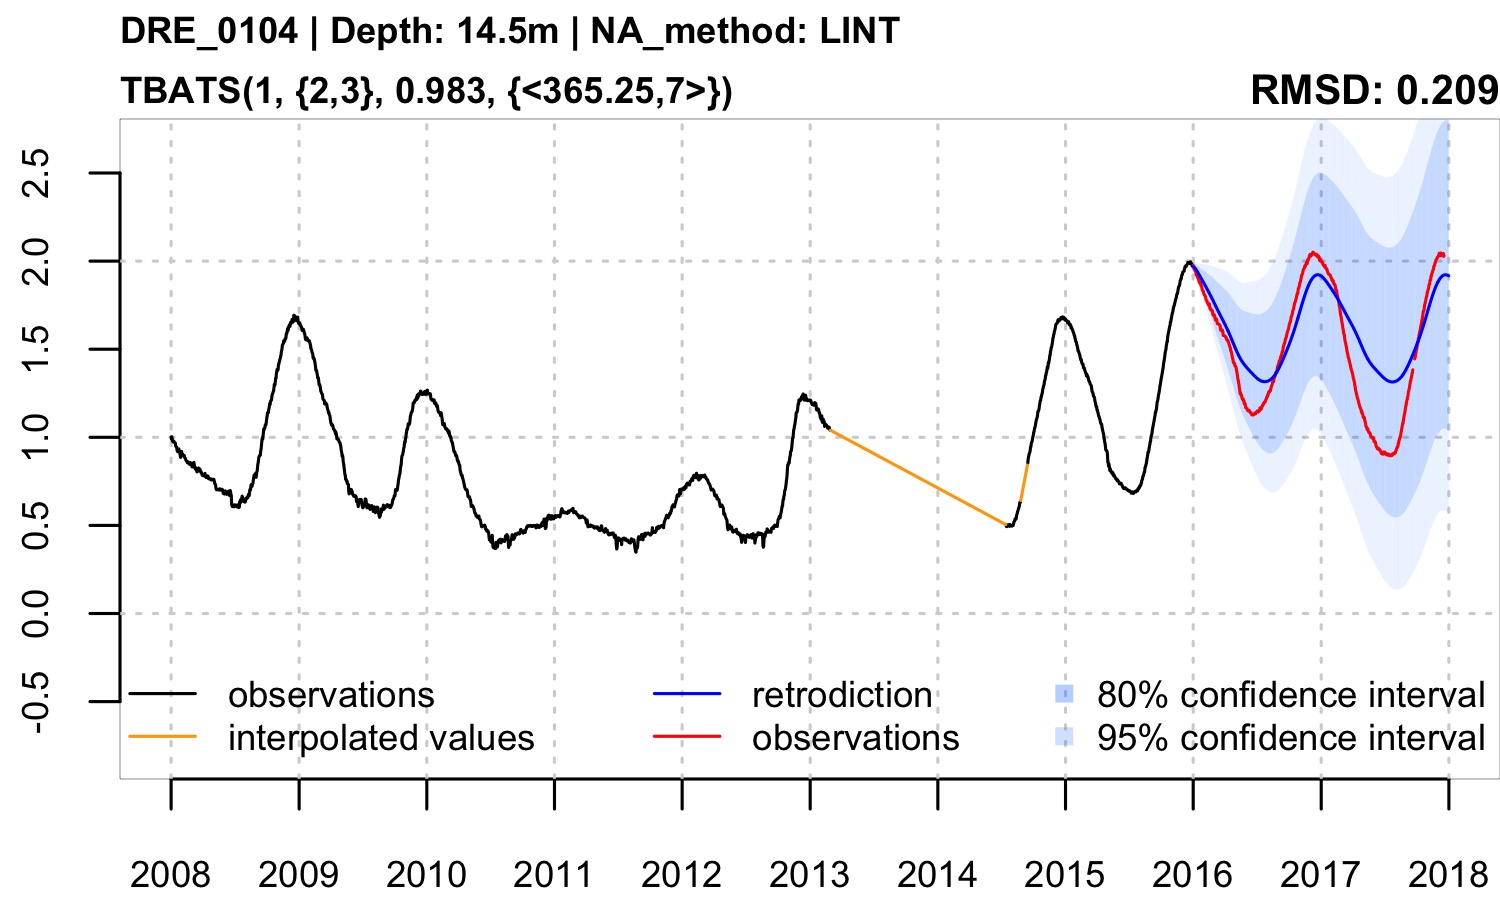 DRE_0104 | Depth: 14.5m | NA_method: LINT
TBATS(1, {2,3}, 0.983, {<365.25,7>})
RMSD: 0.209
2.5
2.0
1.5
1.0
0.5
0.0
-0.5
observations
interpolated values
retrodiction
observations
80% confidence interval
95% confidence interval
2008 2009 2010 2011 2012 2013 2014 2015 2016 2017 2018